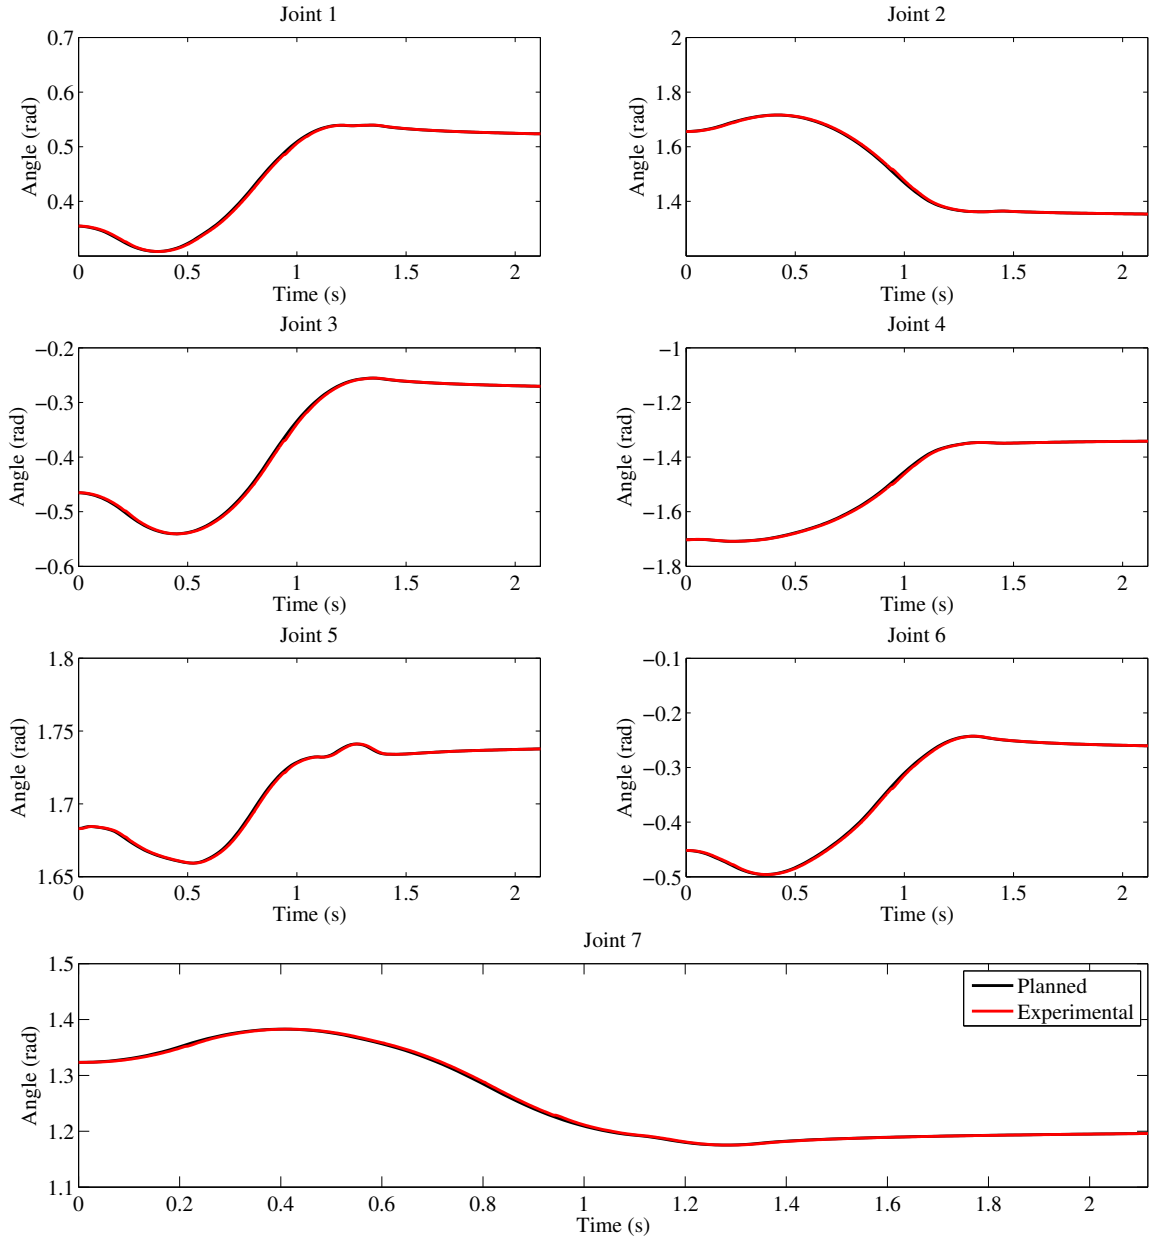 Joint 1
0.7
0.6
0.5
0.4
Angle (rad)
0 0.5 1 1.5 2
Time (s)
Joint 2
2
1.8
1.6
1.4
Angle (rad)
0 0.5 1 1.5 2
Time (s)
Joint 3
−0.2
−0.3
−0.4
−0.5
−0.6
Angle (rad)
0 0.5 1 1.5 2
Time (s)
Joint 4
−1
−1.2
−1.4
−1.6
−1.8
Angle (rad)
0 0.5 1 1.5 2
Time (s)
Joint 5
1.8
1.75
1.7
1.65
Angle (rad)
0 0.5 1 1.5 2
Time (s)
Joint 6
−0.1
−0.2
−0.3
−0.4
−0.5
Angle (rad)
0 0.5 1 1.5 2
Time (s)
Joint 7
1.5
1.4
1.3
1.2
1.1
Angle (rad)
Planned
Experimental
0 0.2 0.4 0.6 0.8 1 1.2 1.4 1.6 1.8 2
Time (s)